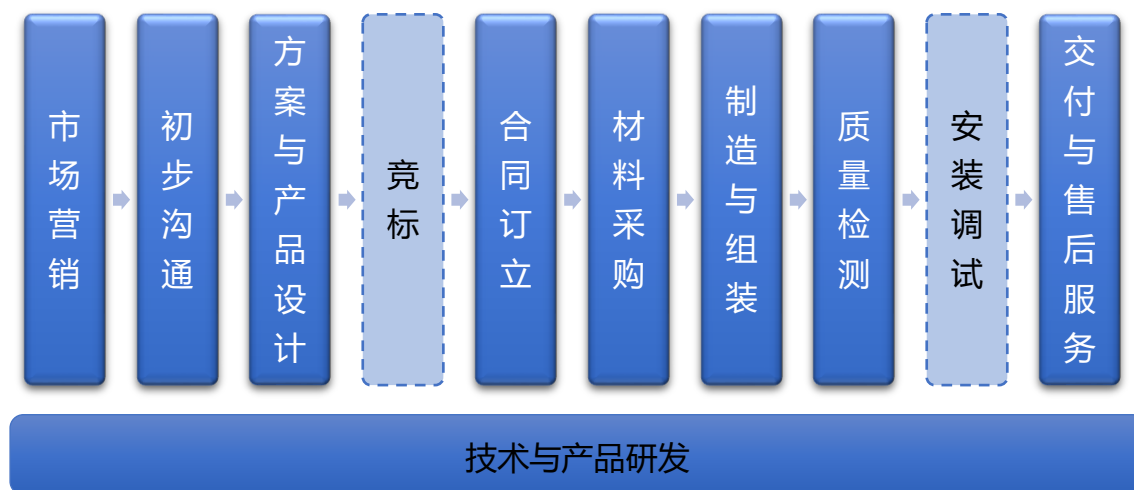 市场营销
初步沟通
方案与产品设计
竞标
合同订立
材料采购
制造与组装
质量检测
安装调试
交付与售后服务
技术与产品研发